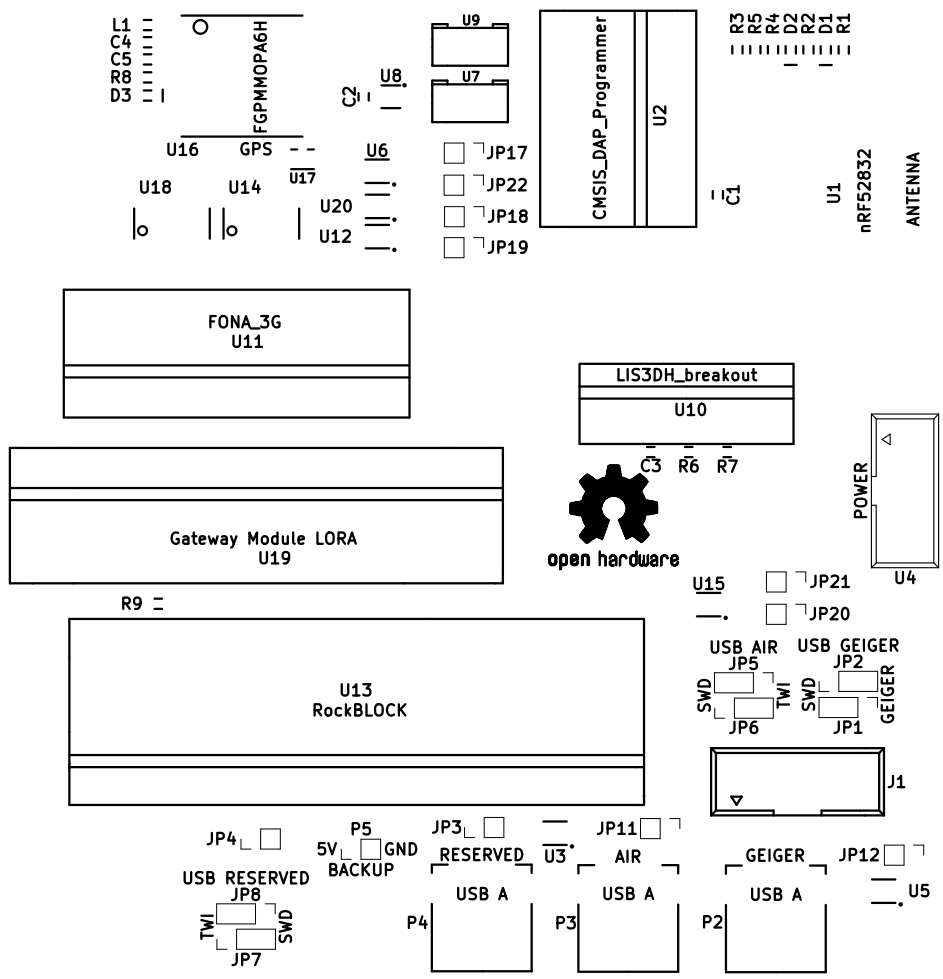 L1
C4
C5
R8
D3
FGPMMOPA6H
U16
GPS
U17
U18
U14
C2
U8
U9
U7
U6
U20
U12
JP17
JP22
JP18
JP19
CMSIS_DAP_Programmer
U2
R3
R5
R4
D2
R2
D1
R1
C1
U1
nRF52832
ANTENNA
FONA_3G
U11
LIS3DH_breakout
U10
C3
R6
R7
open hardware
POWER
U4
Gateway Module LORA
U19
R9
U15
JP21
JP20
U13
RockBLOCK
USB AIR
JP5
SWD
TWI
JP6
USB GEIGER
JP2
SWD
GEIGER
JP1
J1
JP4
P5
5V
GND
BACKUP
JP3
RESERVED
U3
JP11
AIR
GEIGER
JP12
U5
USB RESERVED
JP8
TWI
SWD
JP7
USB A
P4
USB A
P3
USB A
P2